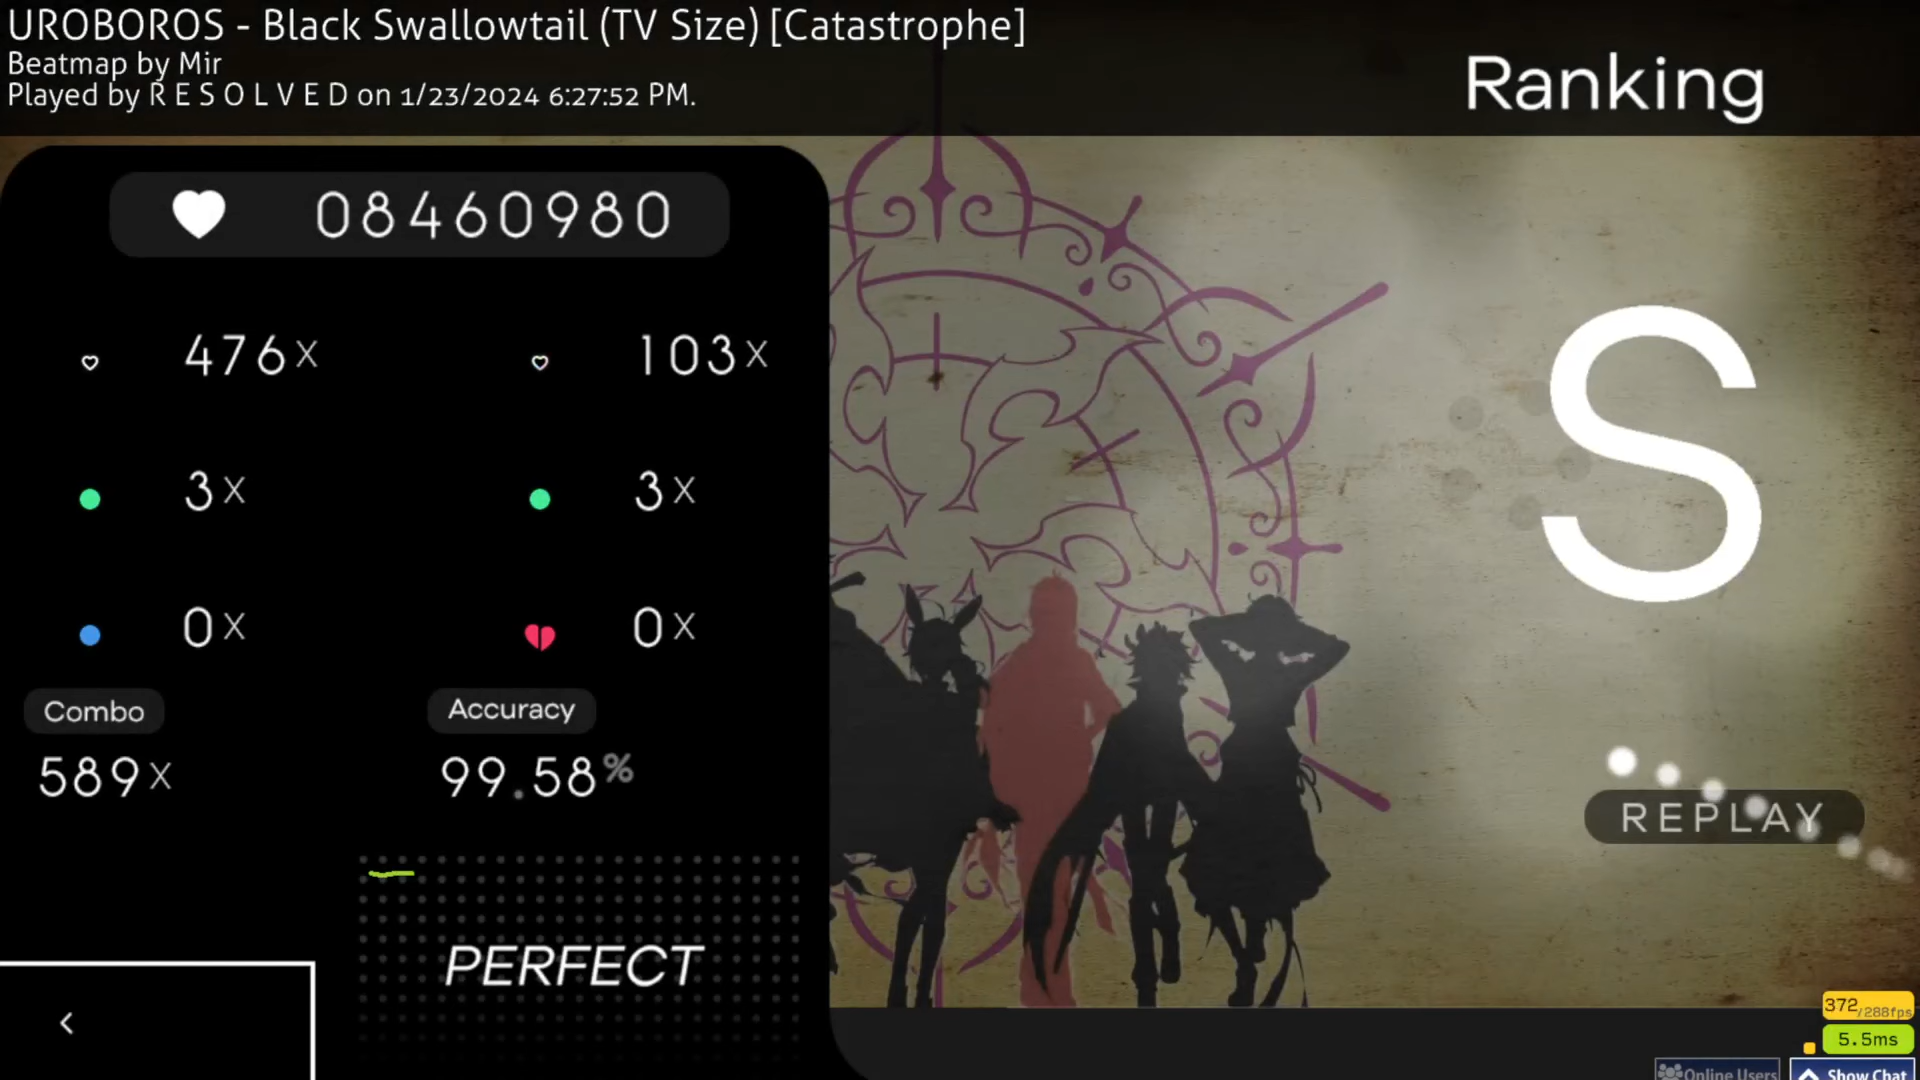 UROBOROS - Black Swallowtail (TV Size) [Catastrophe]
Beatmap by Mir
Played by R E S O L V E D on 1/23/2024 6:27:52 PM.
Ranking
08460980
476X 103X
3X 3X
0X 0X
Combo Accuracy
589X 99.58%
S
REPLAY
PERFECT
372/288fps
5.5ms
Online Users
Show Chat